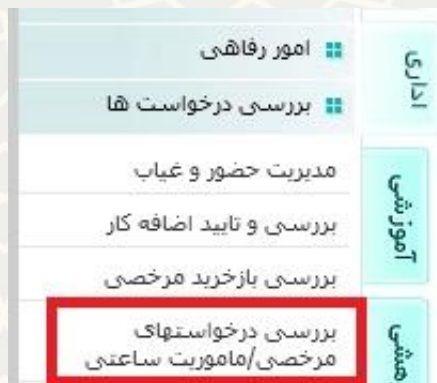 امور رفاهی
بررسی درخواست ها
مدیریت حضور و غیاب
بررسی و تایید اضافه کار
بررسی بازخرید مرخصی
بررسی درخواستهای
مرخصی/ماموریت ساعتی
اداری
آموزشی